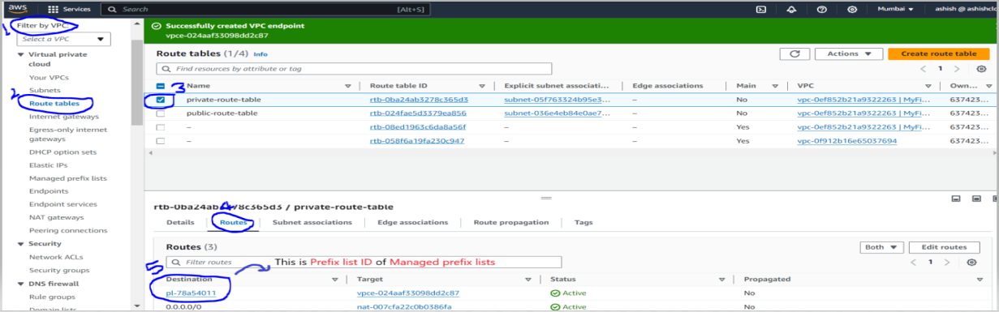 aws Services Search [Alt+S] Mumbai ashish @ ashishclo
1 Filter by VPC:
Select a VPC
Virtual private cloud
Your VPCs
Subnets
2 Route tables
Internet gateways
Egress-only internet gateways
DHCP option sets
Elastic IPs
Managed prefix lists
Endpoints
Endpoint services
NAT gateways
Peering connections
Security
Network ACLs
Security groups
DNS firewall
Rule groups
Domain lists
Successfully created VPC endpoint
vpce-024aaf33098dd2c87
Route tables (1/4) Info Actions Create route table
Find resources by attribute or tag 1
3 Name Route table ID Explicit subnet associati... Edge associations Main VPC Own...
private-route-table rtb-0ba24ab3278c365d3 subnet-05f763324b95e3... – No vpc-0ef852b21a9322263 | MyFi... 637423...
public-route-table rtb-024fae5d3379ea856 subnet-036e4eb84e0ae7... – No vpc-0ef852b21a9322263 | MyFi... 637423...
– rtb-08ed1963c6da8a56f – – Yes vpc-0ef852b21a9322263 | MyFi... 637423...
– rtb-058f6a19fa230c947 – – Yes vpc-0f912b16e65037694 637423...
/ private-route-table
4
Details Routes Subnet associations Edge associations Route propagation Tags
Routes (3) Both Edit routes
5 Filter routes This is Prefix list ID of Managed prefix lists 1
Destination Target Status Propagated
pl-78a54011 vpce-024aaf33098dd2c87 Active No
0.0.0.0/0 nat-007cfa22c0b0386fa Active No